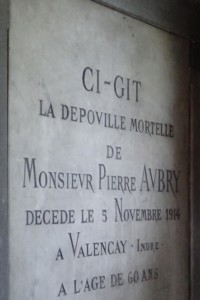 CI-GIT
LA DEPOVILLE MORTELLE
DE
MONSIEVR PIERRE AVBRY
DECEDE LE 5 NOVEMBRE 1914
A VALENCAY - INDRE -
A L'AGE DE 60 ANS